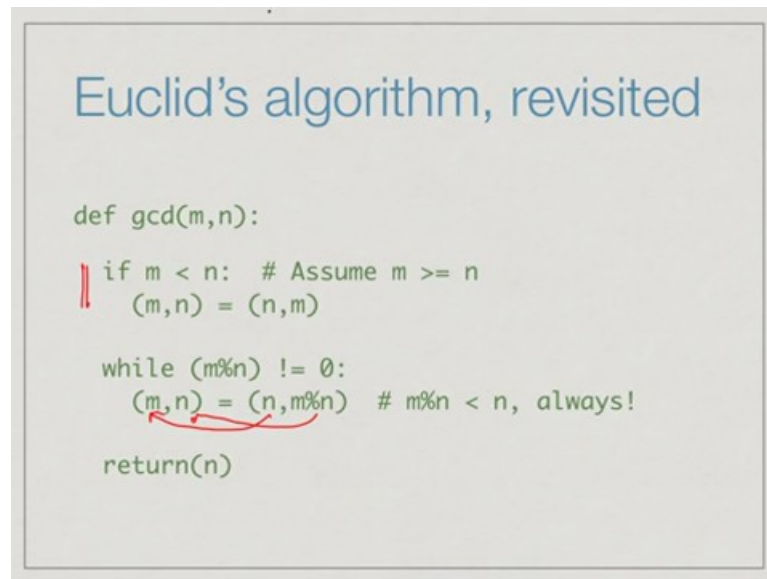 Euclid's algorithm, revisited
def gcd(m,n):
if m < n:  # Assume m >= n
(m,n) = (n,m)
while (m%n) != 0:
(m,n) = (n,m%n)  # m%n < n, always!
return(n)